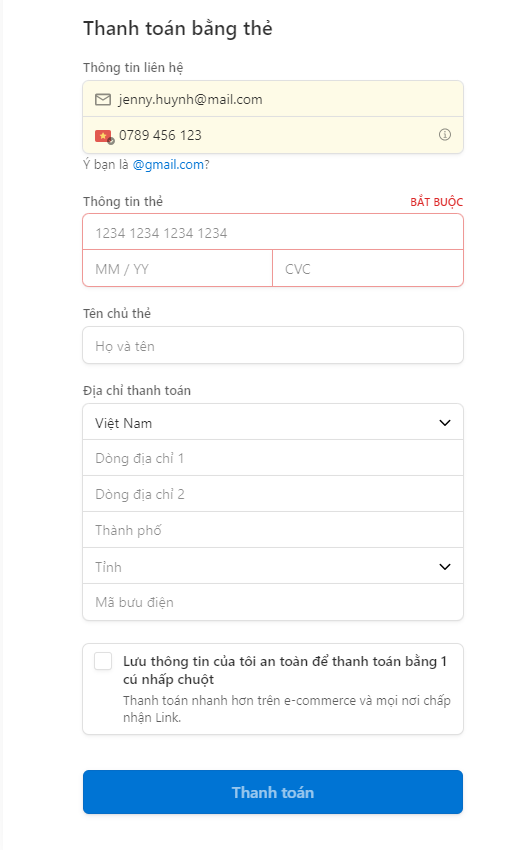 Thanh toán bằng thẻ
Thông tin liên hệ
jenny.huynh@mail.com
0789 456 123
Ý bạn là @gmail.com?
Thông tin thẻ BẮT BUỘC
1234 1234 1234 1234
MM / YY CVC
Tên chủ thẻ
Họ và tên
Địa chỉ thanh toán
Việt Nam
Dòng địa chỉ 1
Dòng địa chỉ 2
Thành phố
Tỉnh
Mã bưu điện
Lưu thông tin của tôi an toàn để thanh toán bằng 1
cú nhấp chuột
Thanh toán nhanh hơn trên e-commerce và mọi nơi chấp
nhận Link.
Thanh toán